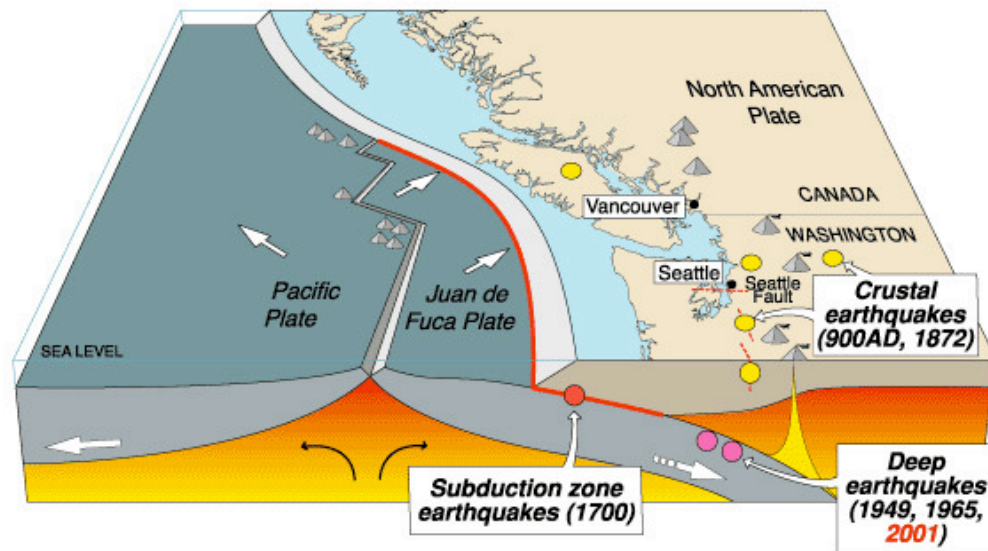 North American
Plate
CANADA
Vancouver
WASHINGTON
Seattle
Seattle
Fault
Crustal
earthquakes
(900AD, 1872)
Pacific
Plate
Juan de
Fuca Plate
SEA LEVEL
Subduction zone
earthquakes (1700)
Deep
earthquakes
(1949, 1965,
2001)